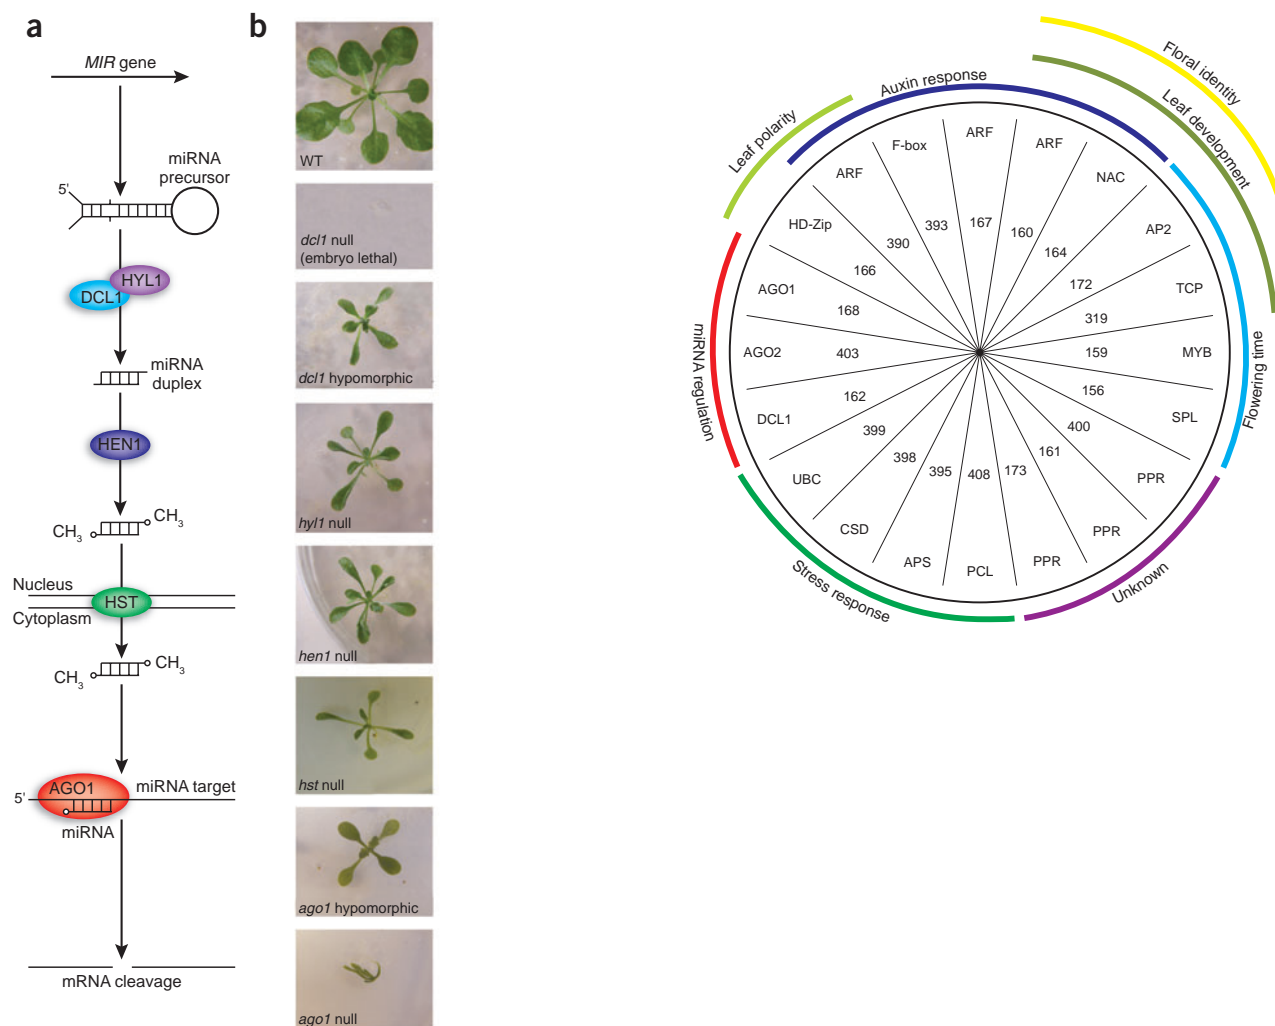 a
MIR gene
miRNA
precursor
5'
HYL1
DCL1
miRNA
duplex
HEN1
CH3
CH3
Nucleus
HST
Cytoplasm
CH3
CH3
AGO1
miRNA target
5'
miRNA
mRNA cleavage
b
WT
dcl1 null
(embryo lethal)
dcl1 hypomorphic
hyl1 null
hen1 null
hst null
ago1 hypomorphic
ago1 null
Floral identity
Leaf development
Auxin response
Leaf polarity
Flowering time
miRNA regulation
Stress response
Unknown
ARF
ARF
NAC
AP2
TCP
MYB
SPL
PPR
PPR
PPR
PCL
APS
CSD
UBC
DCL1
AGO2
AGO1
HD-Zip
ARF
F-box
167
160
164
172
319
159
156
400
161
173
408
395
398
399
162
403
168
166
390
393